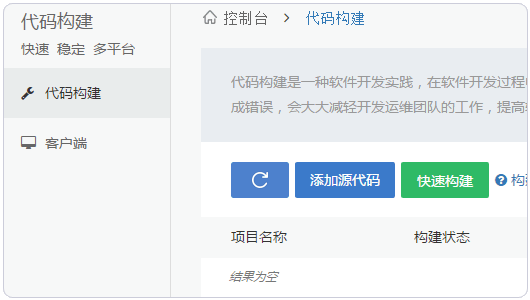 代码构建
快速 稳定 多平台
代码构建
客户端
控制台 > 代码构建
代码构建是一种软件开发实践，在软件开发过程
成错误，会大大减轻开发运维团队的工作，提高
添加源代码 快速构建 构
项目名称 构建状态
结果为空